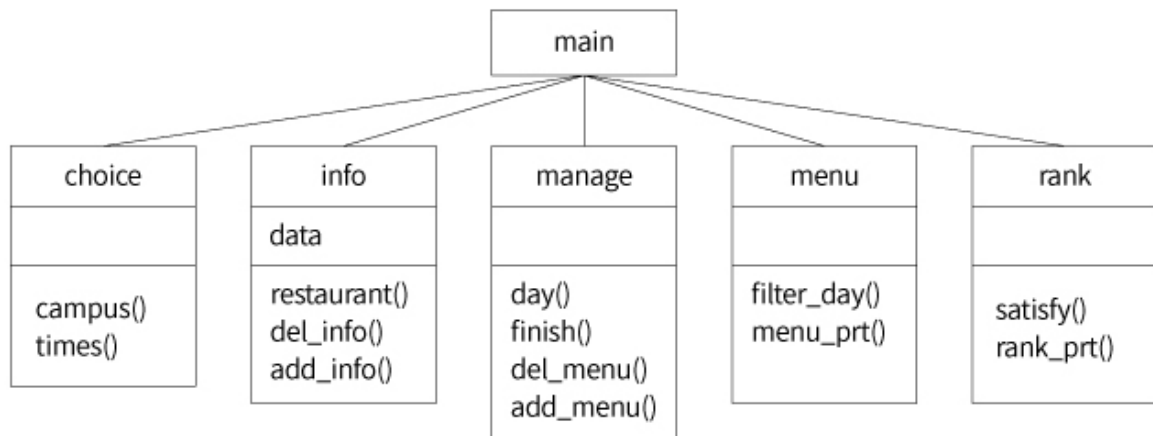 main
choice
campus()
times()
info
data
restaurant()
del_info()
add_info()
manage
day()
finish()
del_menu()
add_menu()
menu
filter_day()
menu_prt()
rank
satisfy()
rank_prt()